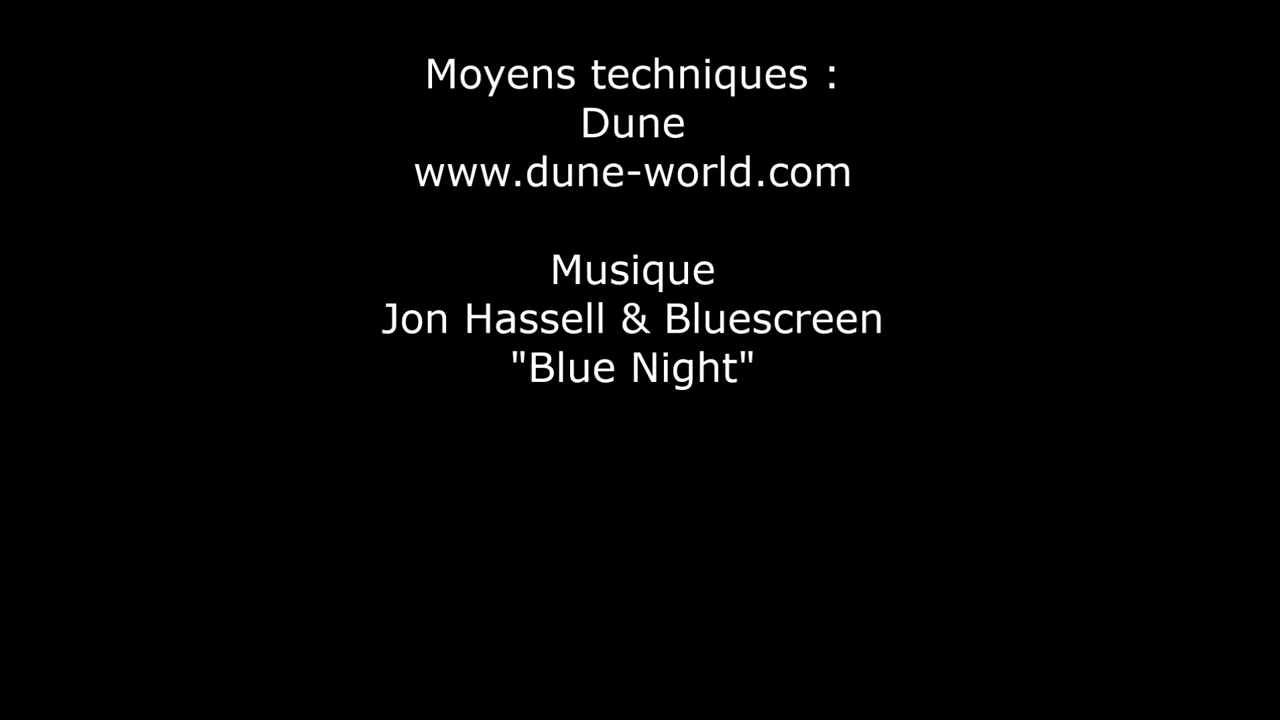 Moyens techniques :
Dune
www.dune-world.com
Musique
Jon Hassell & Bluescreen
"Blue Night"